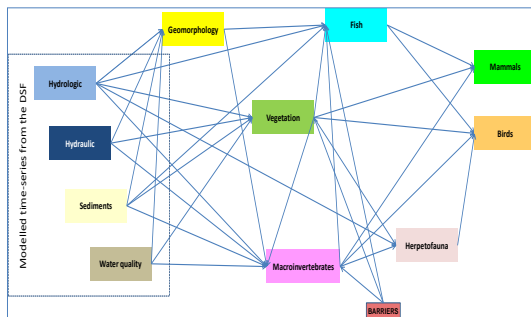 Geomorphology
Fish
Hydrologic
Mammals
Vegetation
Birds
Hydraulic
Sediments
Herpetofauna
Water quality
Macroinvertebrates
BARRIERS
Modelled time-series from the DSF